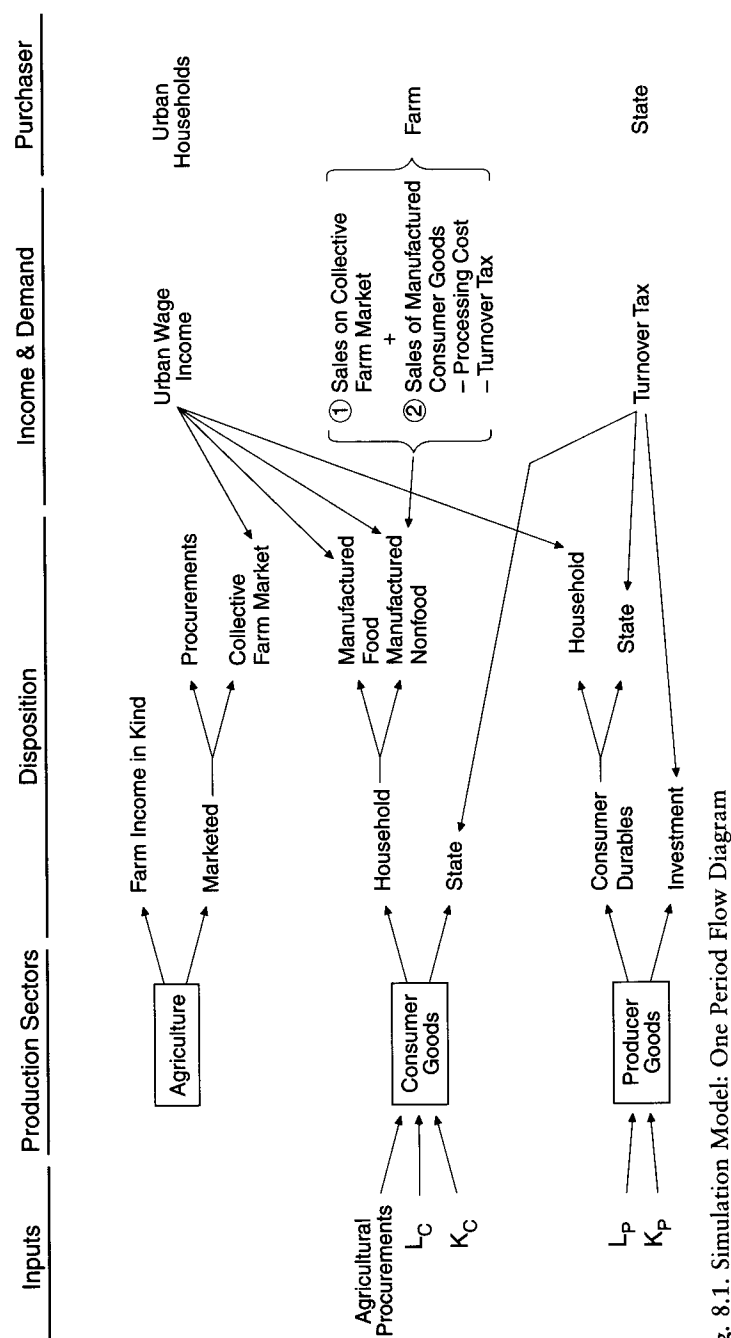 Inputs
Production Sectors
Disposition
Income & Demand
Purchaser
Agriculture
Farm Income in Kind
Marketed
Procurements
Collective
Farm Market
Urban Wage
Income
Urban
Households
Agricultural
Procurements
L_C
K_C
Consumer
Goods
Household
State
Manufactured
Food
Manufactured
Nonfood
① Sales on Collective
Farm Market
+
② Sales of Manufactured
Consumer Goods
– Processing Cost
– Turnover Tax
Farm
L_P
K_P
Producer
Goods
Consumer
Durables
Investment
Household
State
Turnover Tax
State
g. 8.1. Simulation Model: One Period Flow Diagram